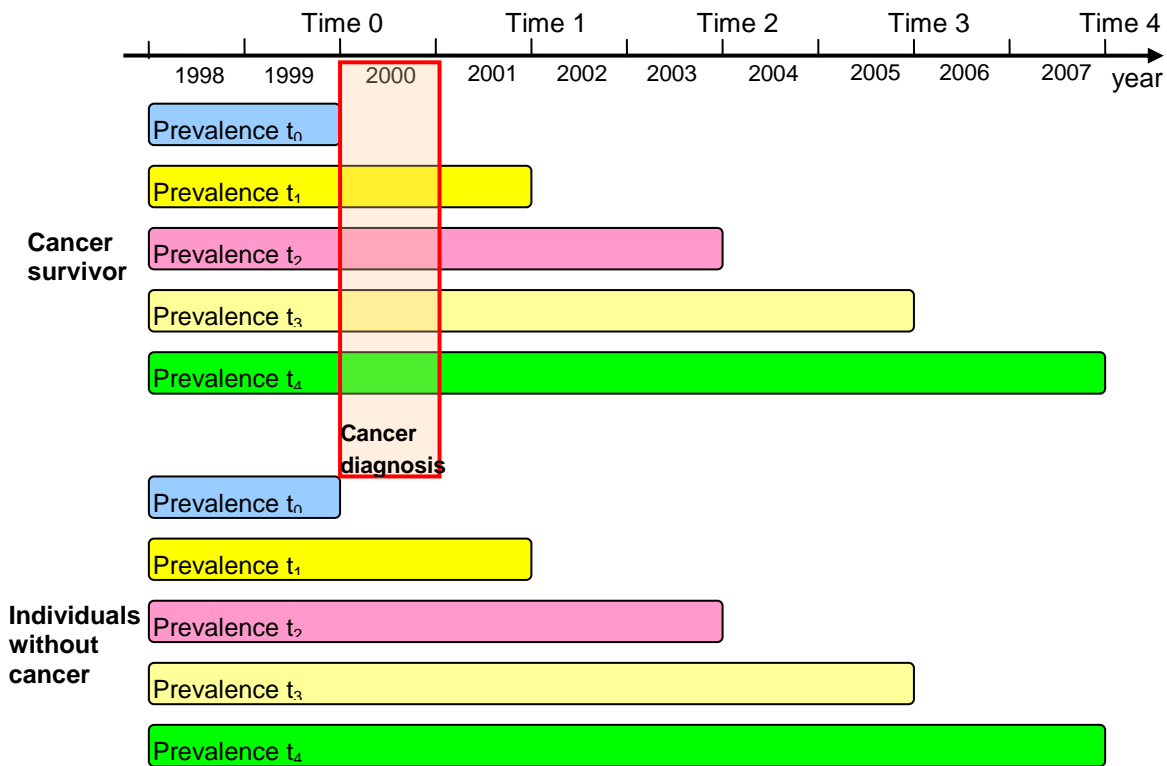 Time 0 Time 1 Time 2 Time 3 Time 4
1998 1999 2000 2001 2002 2003 2004 2005 2006 2007 year
Prevalence t₀
Prevalence t₁
Cancer
survivor
Prevalence t₂
Prevalence t₃
Prevalence t₄
Cancer
diagnosis
Prevalence t₀
Prevalence t₁
Individuals
without
cancer
Prevalence t₂
Prevalence t₃
Prevalence t₄